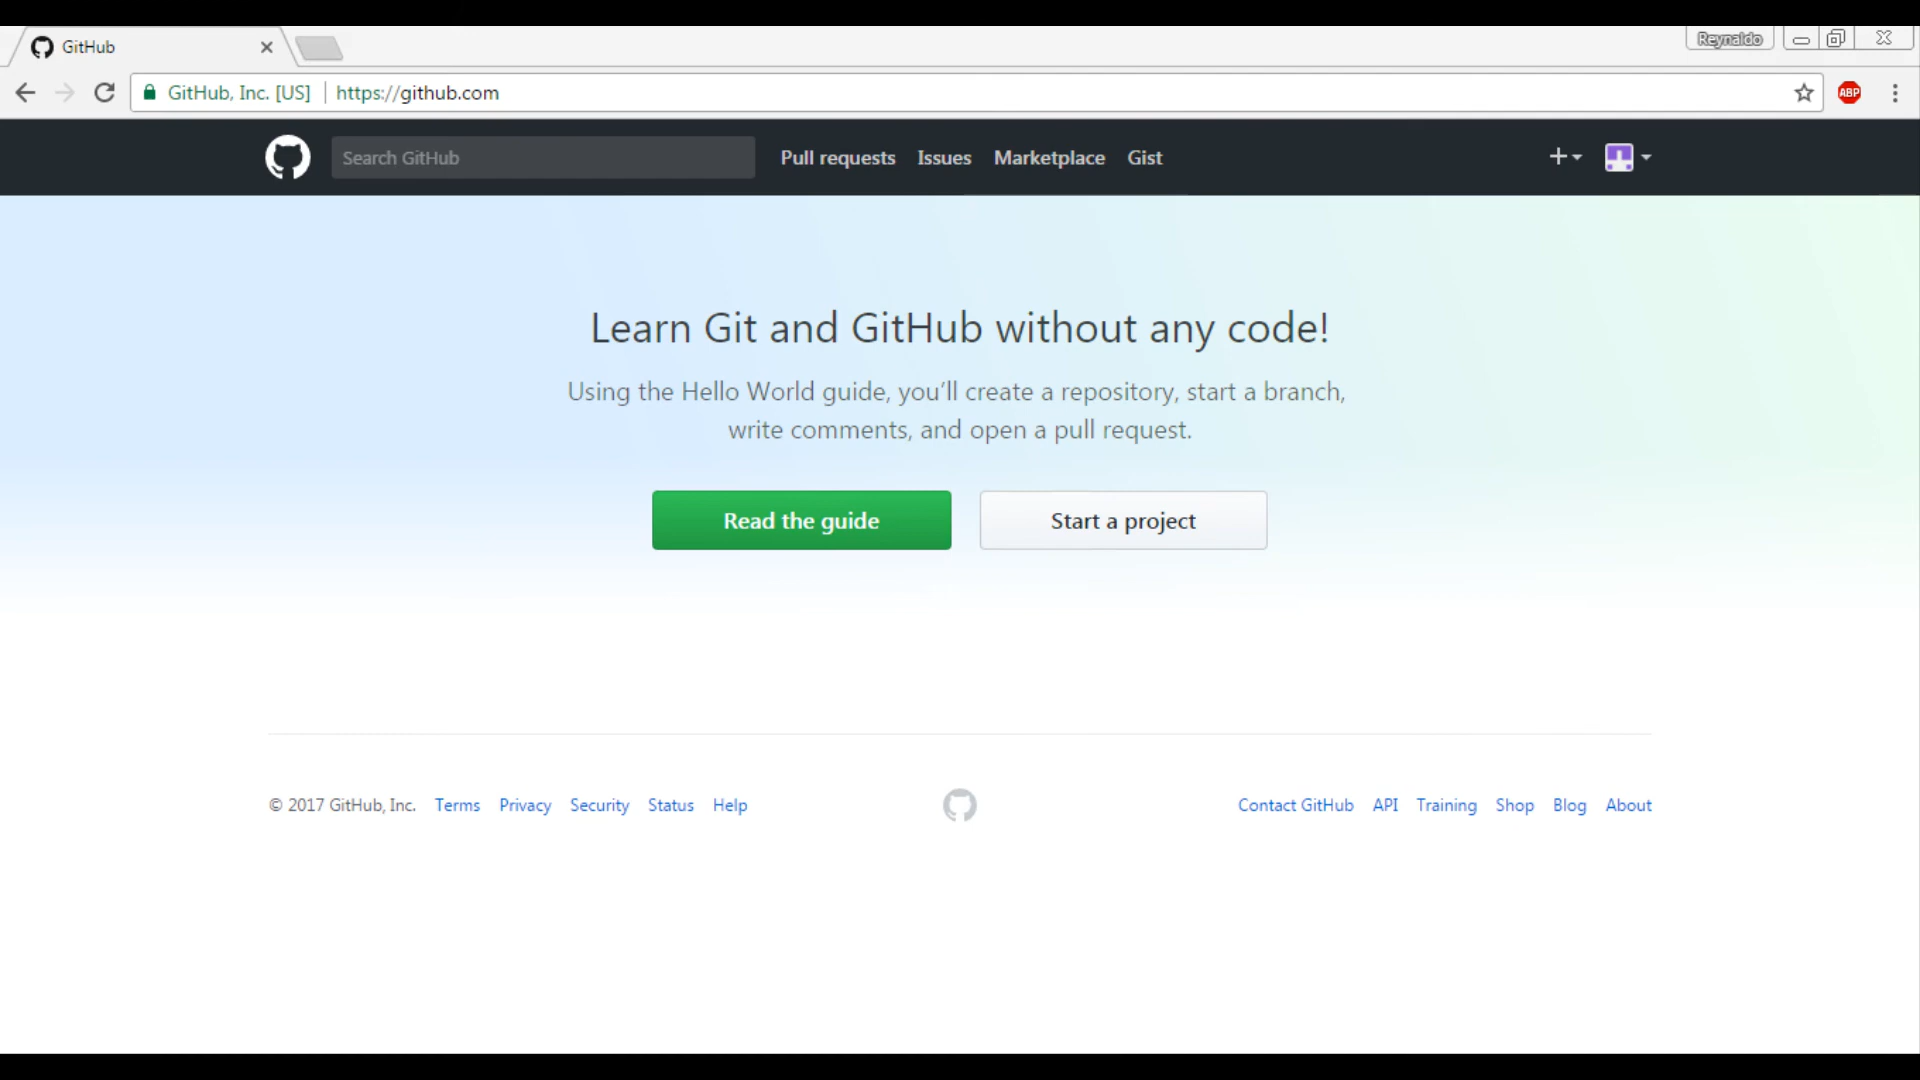 GitHub
Reynaldo
GitHub, Inc. [US] https://github.com
ABP
Search GitHub
Pull requests Issues Marketplace Gist
Learn Git and GitHub without any code!
Using the Hello World guide, you’ll create a repository, start a branch,
write comments, and open a pull request.
Read the guide
Start a project
© 2017 GitHub, Inc. Terms Privacy Security Status Help
Contact GitHub API Training Shop Blog About